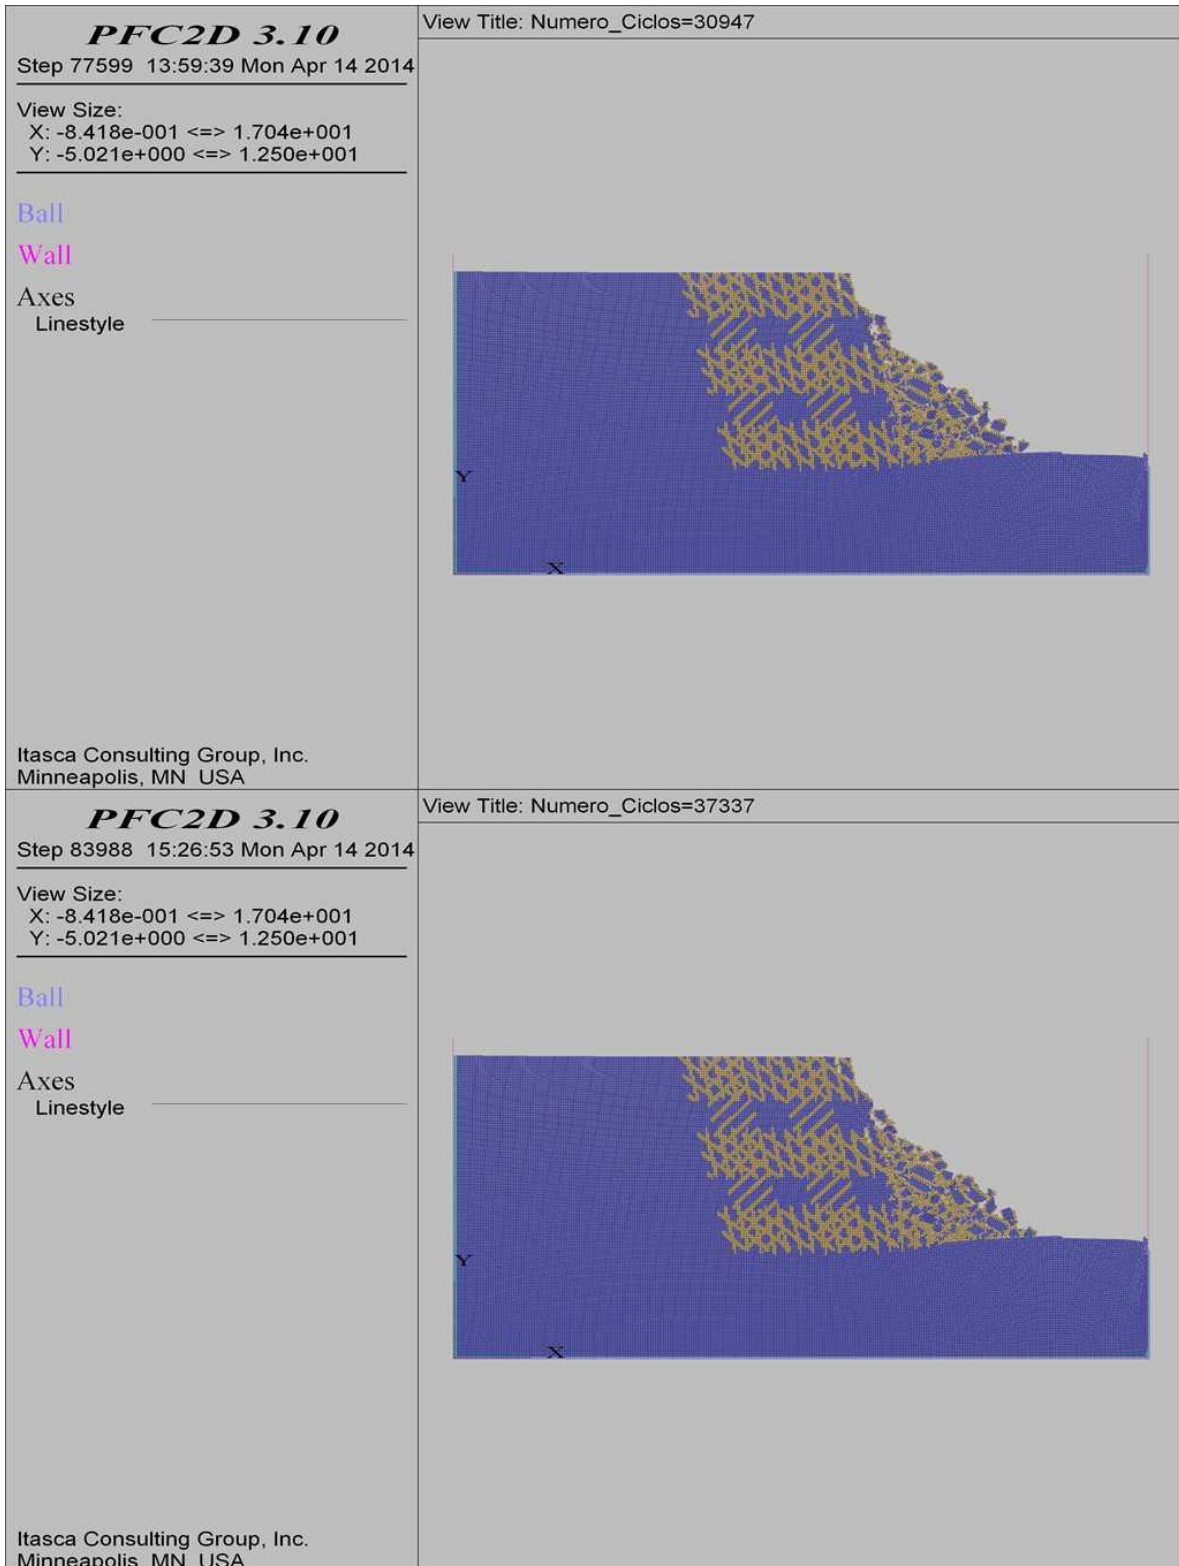 PFC2D 3.10
Step 77599  13:59:39 Mon Apr 14 2014
View Size:
X: -8.418e-001 <=> 1.704e+001
Y: -5.021e+000 <=> 1.250e+001
Ball
Wall
Axes
Linestyle
Itasca Consulting Group, Inc.
Minneapolis, MN  USA
View Title: Numero_Ciclos=30947
Y
X
PFC2D 3.10
Step 83988  15:26:53 Mon Apr 14 2014
View Size:
X: -8.418e-001 <=> 1.704e+001
Y: -5.021e+000 <=> 1.250e+001
Ball
Wall
Axes
Linestyle
Itasca Consulting Group, Inc.
Minneapolis, MN  USA
View Title: Numero_Ciclos=37337
Y
X